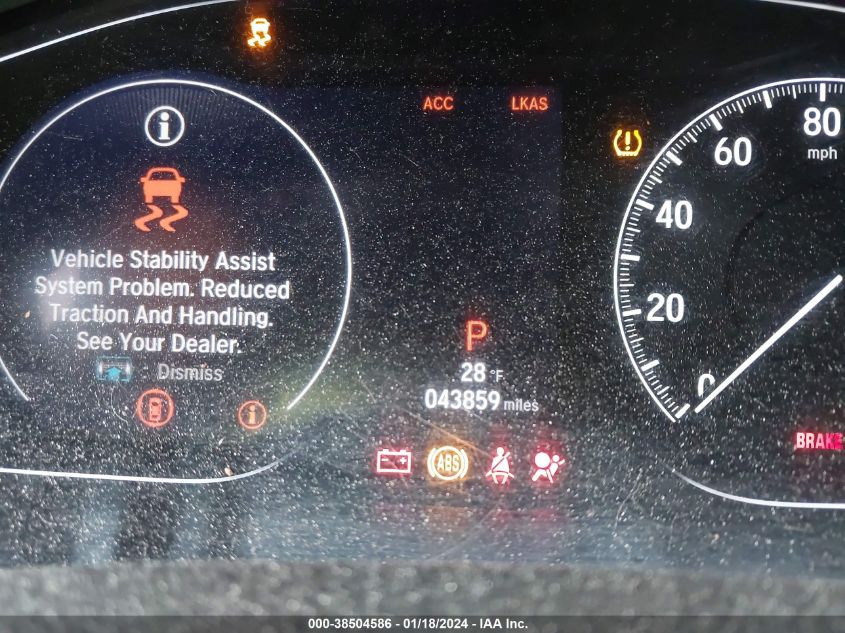 ACC LKAS
80
mph
60
40
20
0
Vehicle Stability Assist
System Problem. Reduced
Traction And Handling.
See Your Dealer.
Dismiss
P
28 °F
043859 miles
ABS
BRAKE
000-38504586 - 01/18/2024 - IAA Inc.